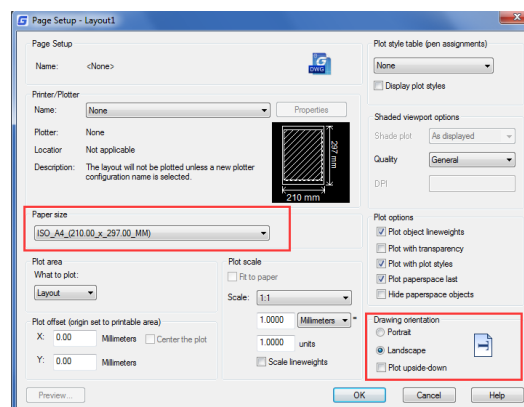 Page Setup - Layout1
Page Setup
Name: <None>
DWG
Printer/Plotter
Name: None Properties
Plotter: None
Locatior Not applicable
Description: The layout will not be plotted unless a new plotter
configuration name is selected.
297 mm
210 mm
Paper size
ISO_A4_(210.00_x_297.00_MM)
Plot area
What to plot:
Layout
Plot offset (origin set to printable area)
X: 0.00 Millimeters Center the plot
Y: 0.00 Millimeters
Plot scale
Fit to paper
Scale: 1:1
1.0000 Millimeters =
1.0000 units
Scale lineweights
Plot style table (pen assignments)
None
Display plot styles
Shaded viewport options
Shade plot As displayed
Quality General
DPI
Plot options
Plot object lineweights
Plot with transparency
Plot with plot styles
Plot paperspace last
Hide paperspace objects
Drawing orientation
Portrait
Landscape
Plot upside-down
Preview... OK Cancel Help